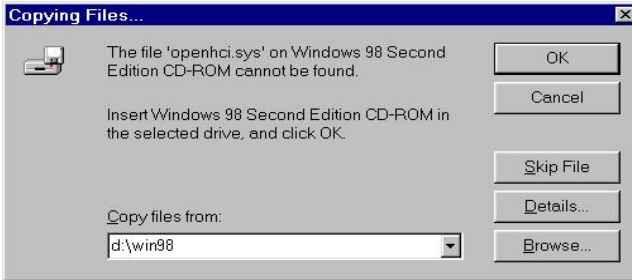 Copying Files...
The file 'openhci.sys' on Windows 98 Second
Edition CD-ROM cannot be found.
Insert Windows 98 Second Edition CD-ROM in
the selected drive, and click OK.
Copy files from:
d:\win98
OK
Cancel
Skip File
Details...
Browse...